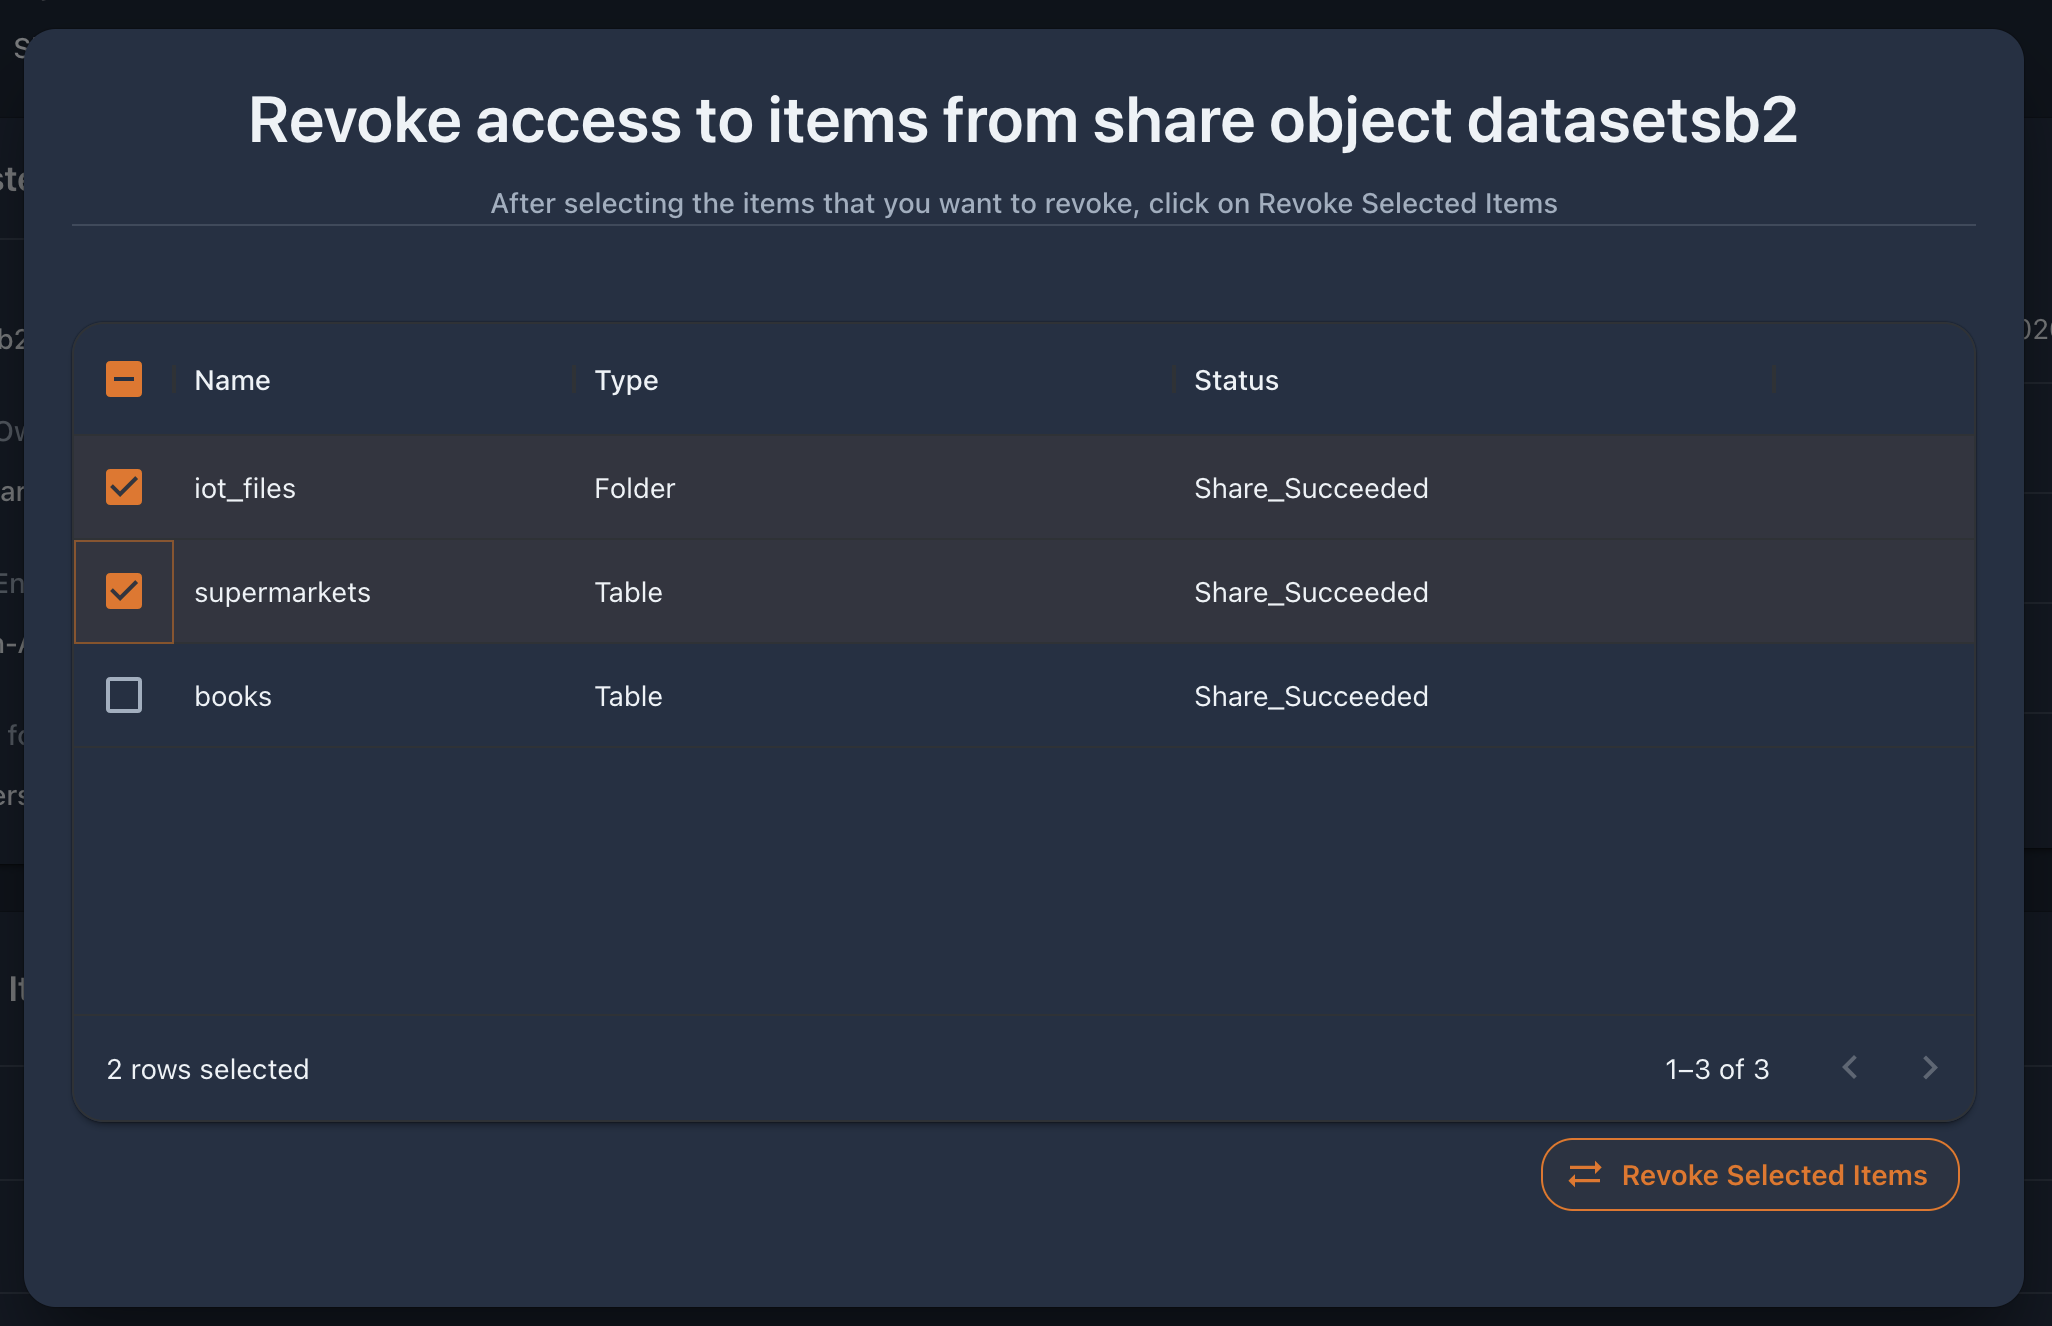 Revoke access to items from share object datasetsb2
After selecting the items that you want to revoke, click on Revoke Selected Items
Name Type Status
iot_files Folder Share_Succeeded
supermarkets Table Share_Succeeded
books Table Share_Succeeded
2 rows selected 1–3 of 3
Revoke Selected Items